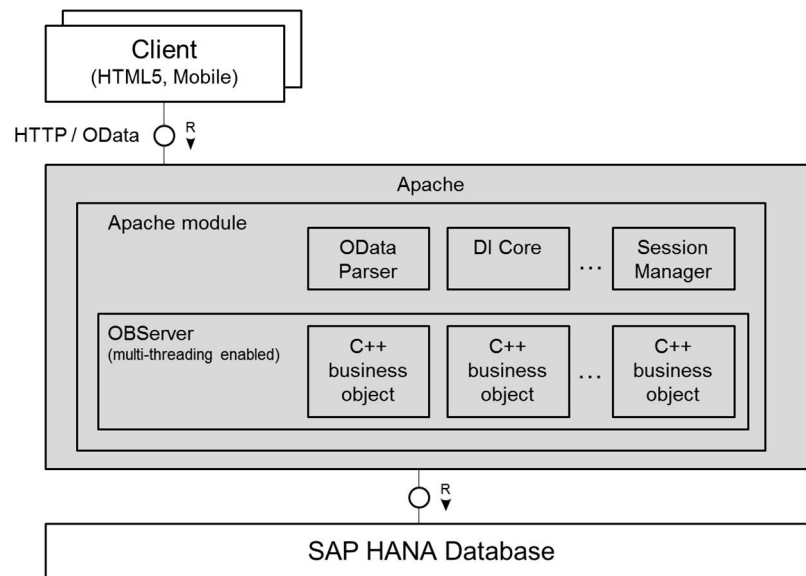 Client
(HTML5, Mobile)
HTTP / OData
R
Apache
Apache module
OData
Parser
DI Core
...
Session
Manager
OBServer
(multi-threading enabled)
C++
business
object
C++
business
object
...
C++
business
object
R
SAP HANA Database